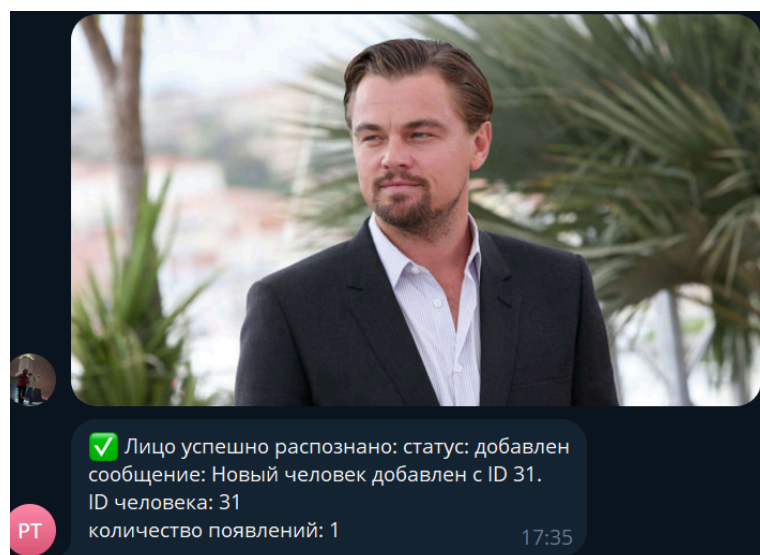 ✅ Лицо успешно распознано: статус: добавлен
сообщение: Новый человек добавлен с ID 31.
ID человека: 31
количество появлений: 1
17:35
РТ